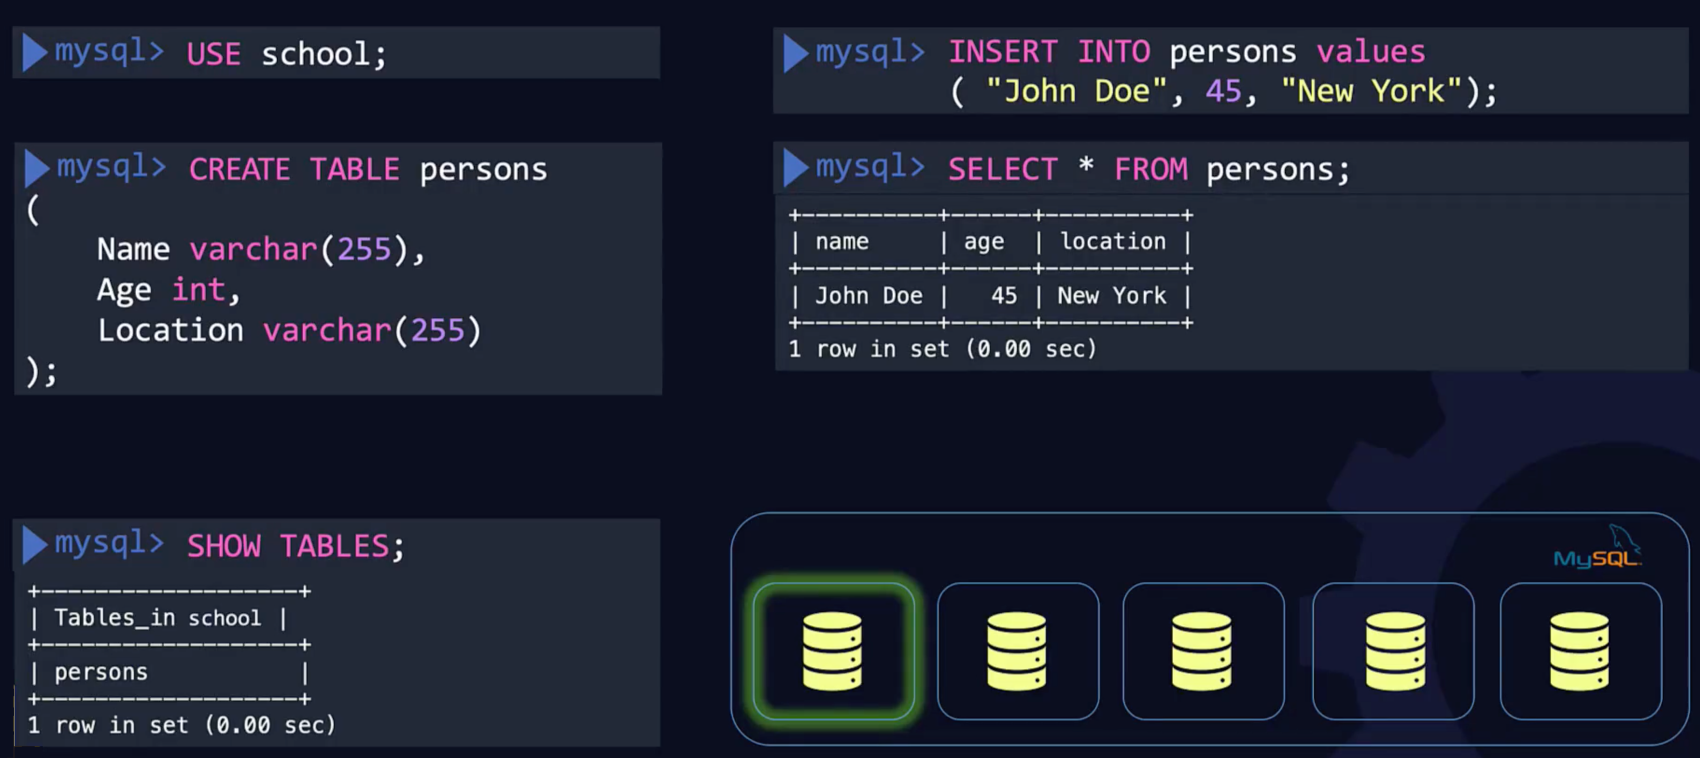 mysql> USE school;
mysql> CREATE TABLE persons
(
Name varchar(255),
Age int,
Location varchar(255)
);
mysql> SHOW TABLES;
+-------------------+
| Tables_in school |
+-------------------+
| persons           |
+-------------------+
1 row in set (0.00 sec)
mysql> INSERT INTO persons values
( "John Doe", 45, "New York");
mysql> SELECT * FROM persons;
+----------+------+----------+
| name     | age  | location |
+----------+------+----------+
| John Doe |   45 | New York |
+----------+------+----------+
1 row in set (0.00 sec)
MySQL